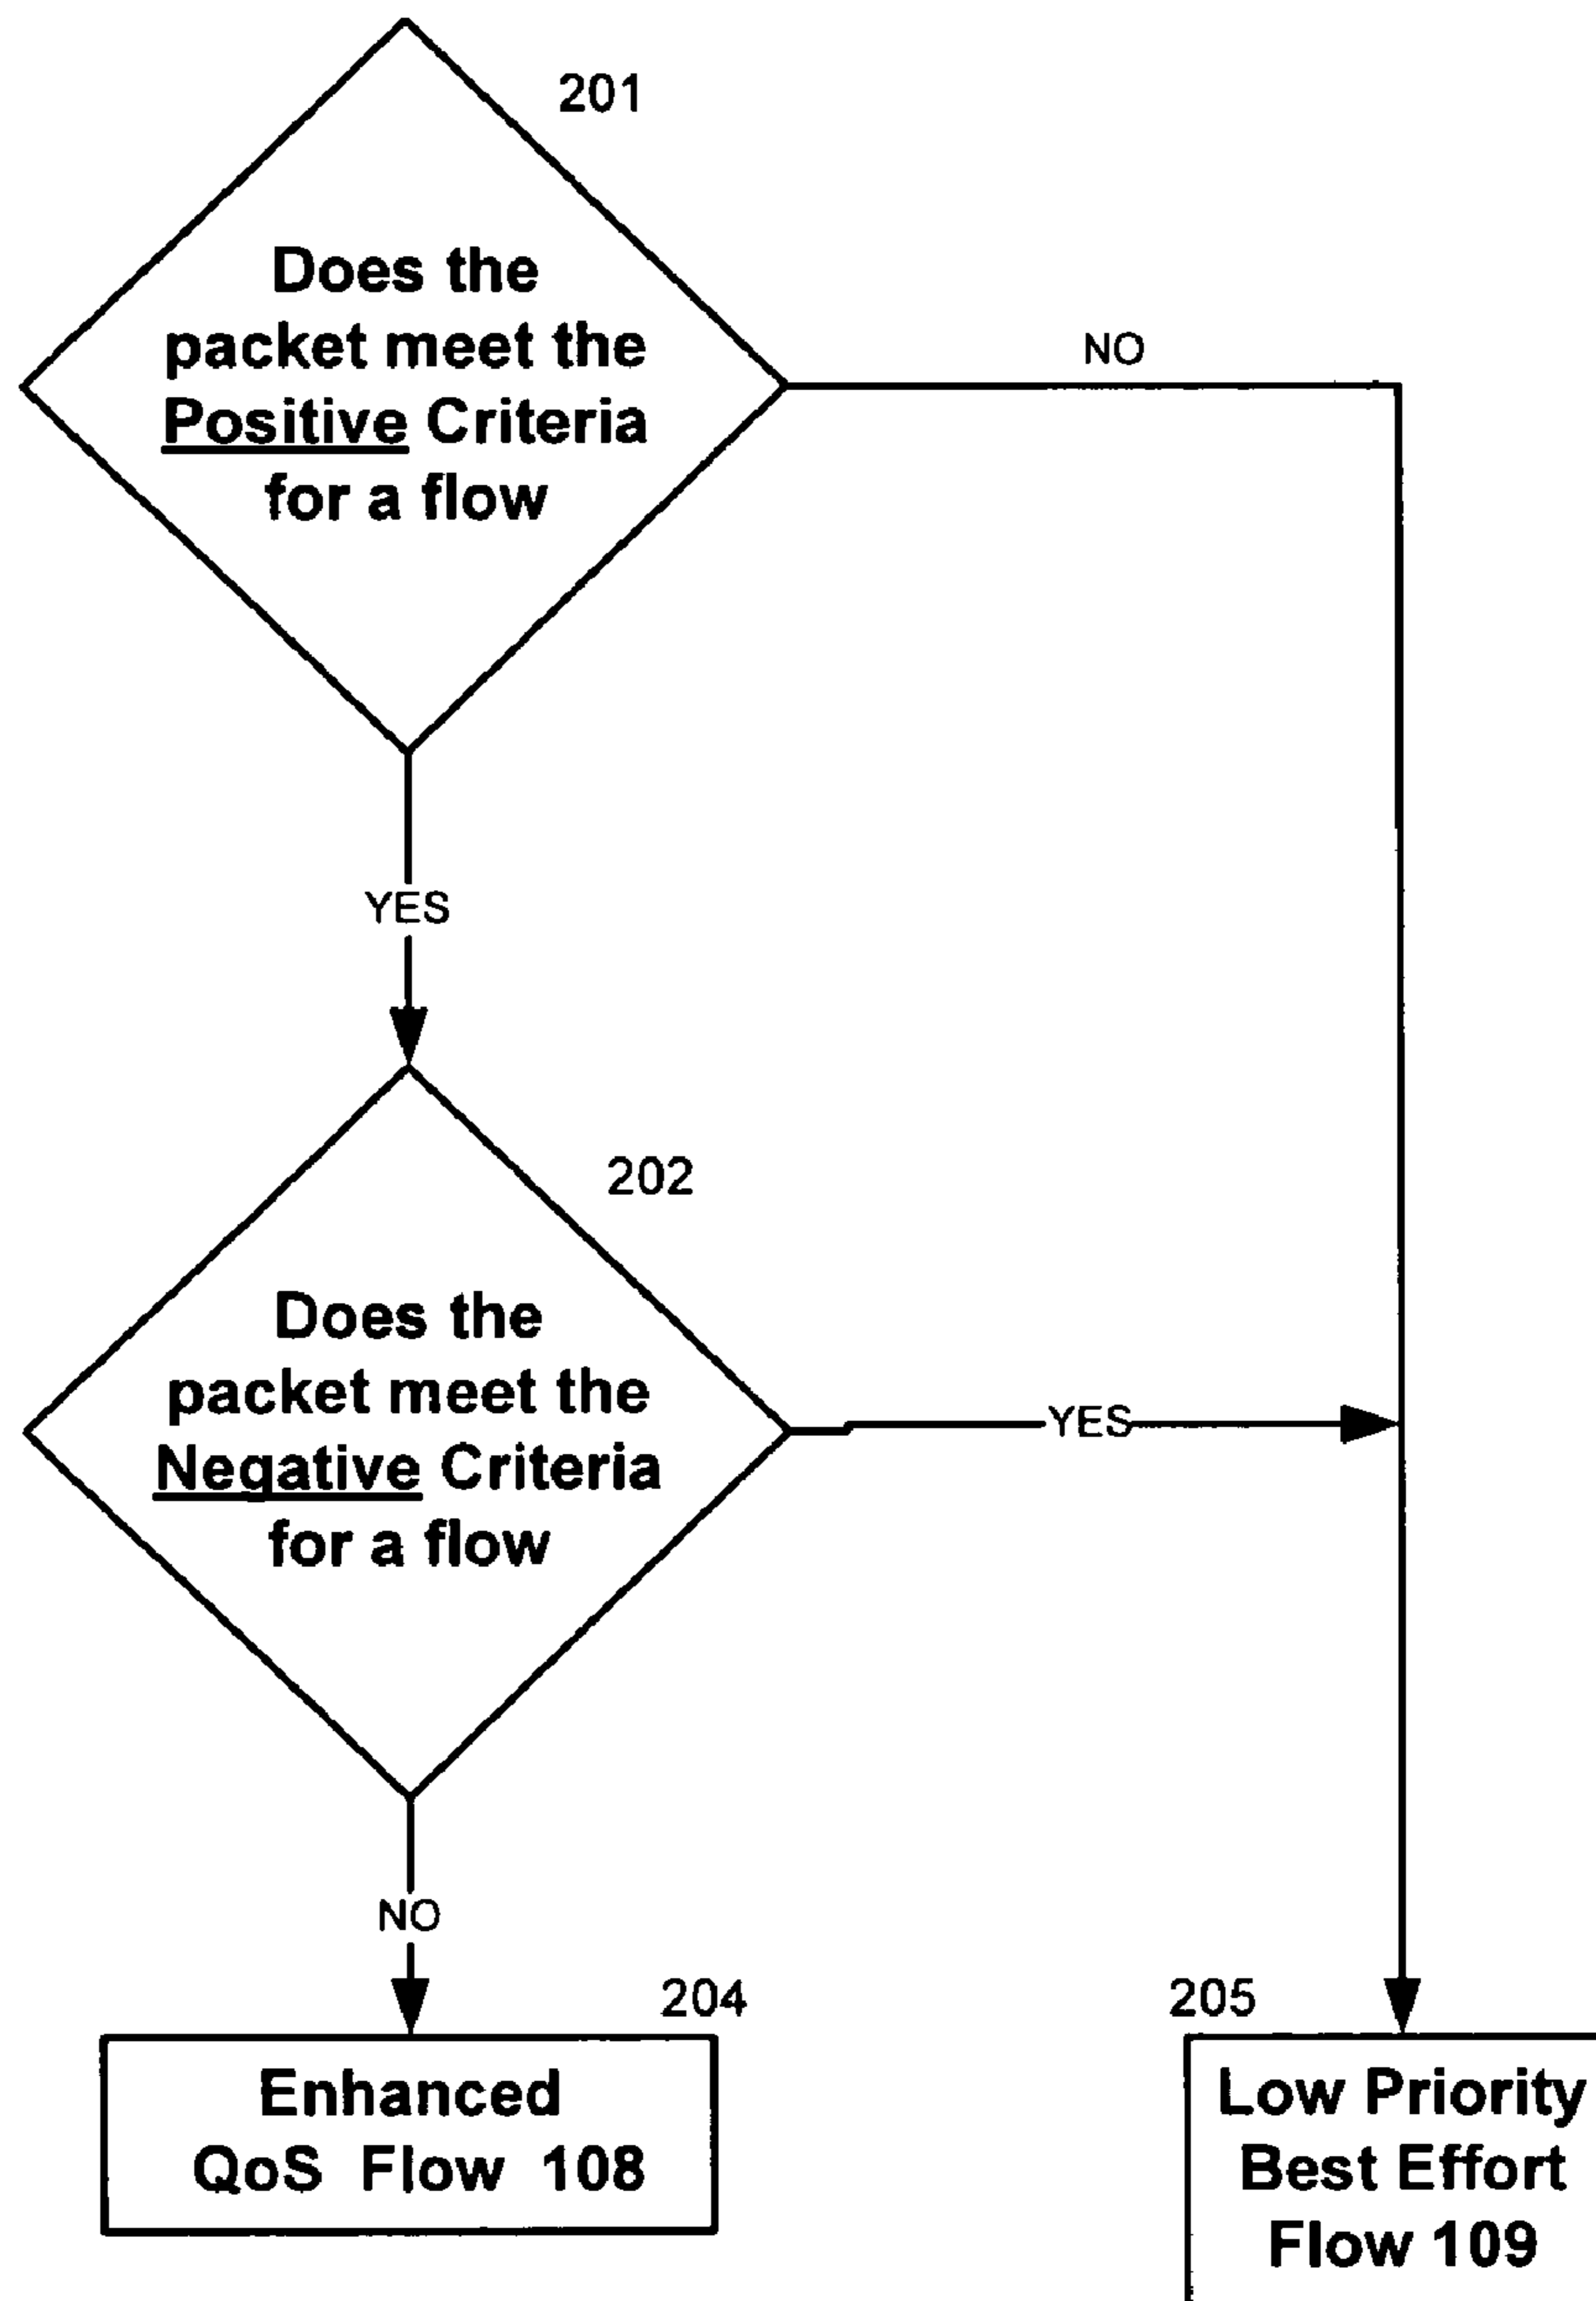 201
Does the
packet meet the
Positive Criteria
for a flow
NO
YES
202
Does the
packet meet the
Negative Criteria
for a flow
YES
NO
204
205
Enhanced
QoS Flow 108
Low Priority
Best Effort
Flow 109